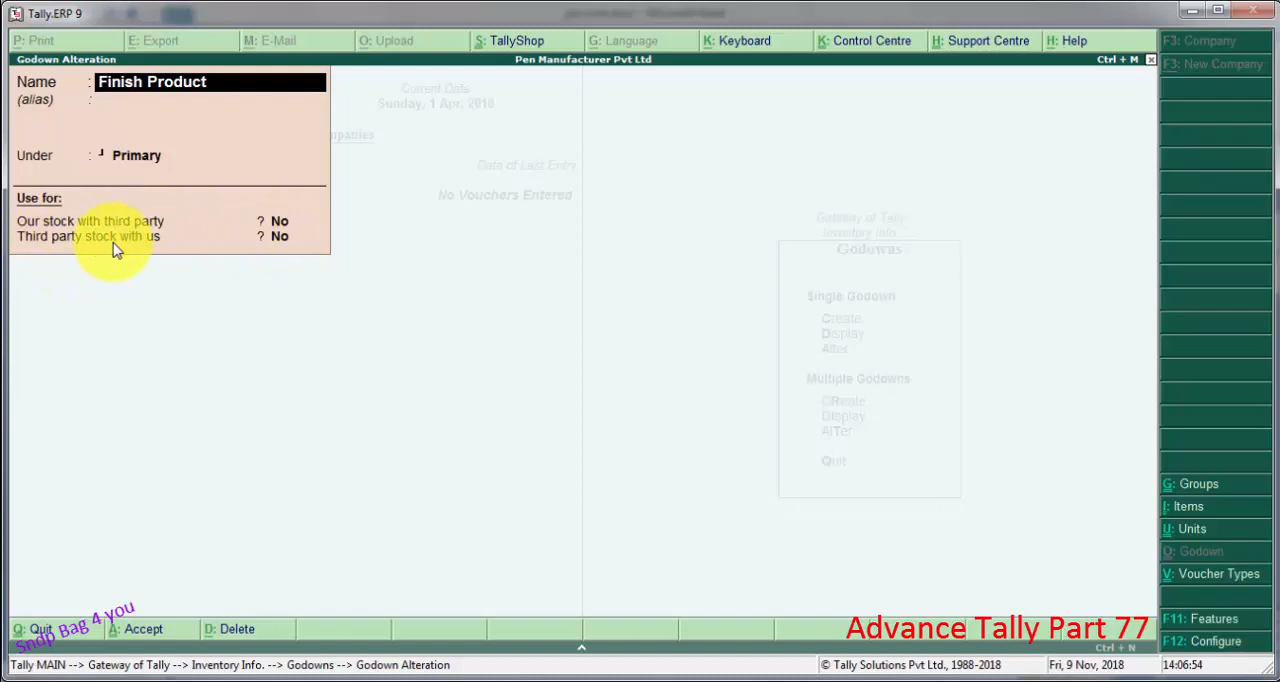 Tally.ERP 9
P: Print
E: Export
M: E-Mail
O: Upload
S: TallyShop
G: Language
K: Keyboard
K: Control Centre
H: Support Centre
H: Help
F3: Company
Godown Alteration
Pen Manufacturer Pvt Ltd
Ctrl + M
F3: New Company
Name : Finish Product
(alias) :
Under : Primary
Use for:
Our stock with third party ? No
Third party stock with us ? No
Current Date
Sunday, 1 Apr, 2018
mpanies
Date of Last Entry
No Vouchers Entered
Gateway of Tally
Inventory Info.
Godowns
Single Godown
Create
Display
Alter
Multiple Godowns
CReate
DIsplay
AlTer
Quit
G: Groups
I: Items
U: Units
O: Godown
V: Voucher Types
F11: Features
F12: Configure
Q: Quit
A: Accept
D: Delete
Sndp Bag 4 you
Advance Tally Part 77
Ctrl + N
Tally MAIN --> Gateway of Tally --> Inventory Info. --> Godowns --> Godown Alteration
© Tally Solutions Pvt Ltd., 1988-2018
Fri, 9 Nov, 2018
14:06:54